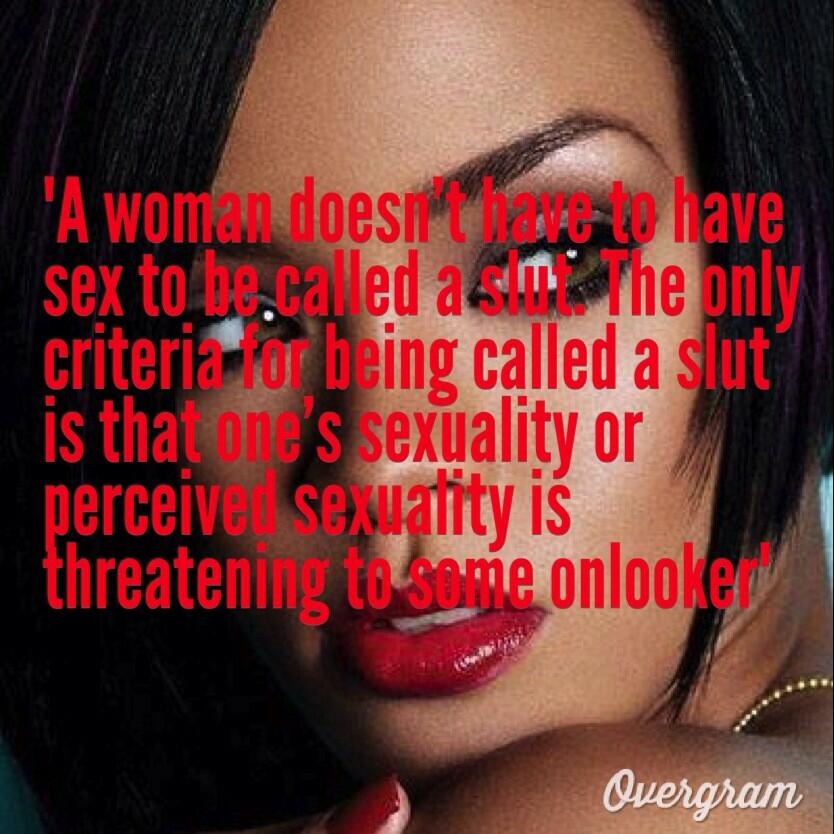 'A woman doesn't have to have
sex to be called a slut. The only
criteria for being called a slut
is that one's sexuality or
perceived sexuality is
threatening to some onlooker'
Overgram